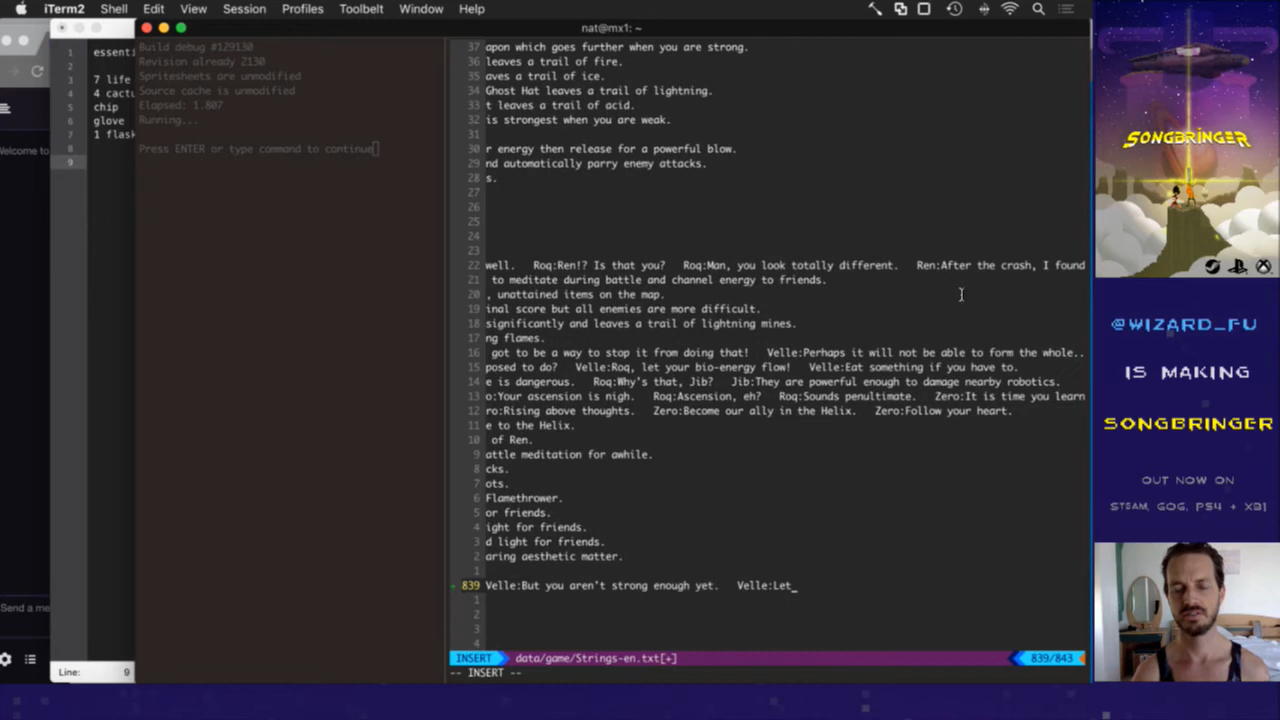 iTerm2 Shell Edit View Session Profiles Toolbelt Window Help
nat@mx1: ~
1 essenti
2
3 7 life
4 4 cactu
5 chip
6 glove
7 1 flask
8
9
elcome to
Send a me
Line: 9
Build debug #129130
Revision already 2130
Spritesheets are unmodified
Source cache is unmodified
Elapsed: 1.807
Running...
Press ENTER or type command to continue
37 apon which goes further when you are strong.
36 leaves a trail of fire.
35 aves a trail of ice.
34 Ghost Hat leaves a trail of lightning.
33 t leaves a trail of acid.
32 is strongest when you are weak.
31
30 r energy then release for a powerful blow.
29 nd automatically parry enemy attacks.
28 s.
27
26
25
24
23
22 well. Roq:Ren!? Is that you? Roq:Man, you look totally different. Ren:After the crash, I found
21 to meditate during battle and channel energy to friends.
20 , unattained items on the map.
19 inal score but all enemies are more difficult.
18 significantly and leaves a trail of lightning mines.
17 ng flames.
16 got to be a way to stop it from doing that! Velle:Perhaps it will not be able to form the whole..
15 posed to do? Velle:Roq, let your bio-energy flow! Velle:Eat something if you have to.
14 e is dangerous. Roq:Why's that, Jib? Jib:They are powerful enough to damage nearby robotics.
13 o:Your ascension is nigh. Roq:Ascension, eh? Roq:Sounds penultimate. Zero:It is time you learn
12 ro:Rising above thoughts. Zero:Become our ally in the Helix. Zero:Follow your heart.
11 e to the Helix.
10 of Ren.
9 attle meditation for awhile.
8 cks.
7 ots.
6 Flamethrower.
5 or friends.
4 ight for friends.
3 d light for friends.
2 aring aesthetic matter.
1
839 Velle:But you aren't strong enough yet. Velle:Let_
1
2
3
4
INSERT data/game/Strings-en.txt[+] 839/843
-- INSERT --
SONGBRINGER
@WIZARD_FU
IS MAKING
SONGBRINGER
OUT NOW ON
STEAM, GOG, PS4 + XB1